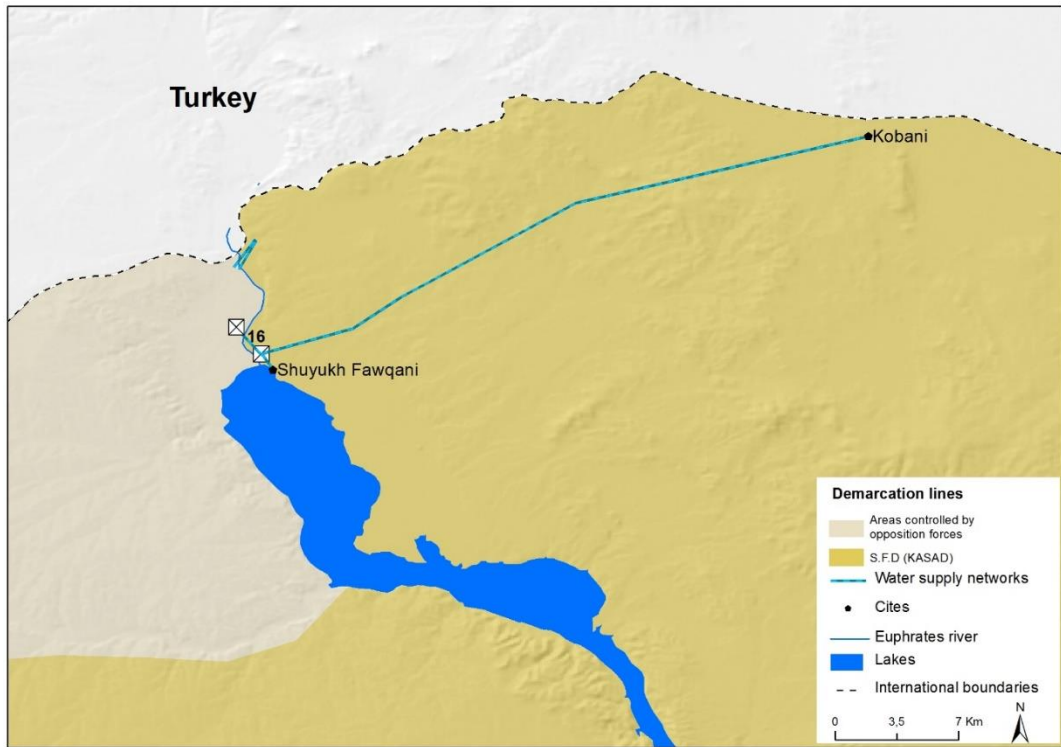 Turkey
Kobani
16
Shuyukh Fawqani
Demarcation lines
Areas controlled by
opposition forces
S.F.D (KASAD)
Water supply networks
Cites
Euphrates river
Lakes
International boundaries
0 3,5 7 Km
N